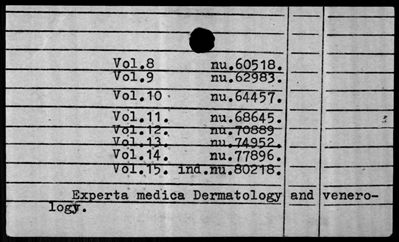 Vol.8 nu.60518.
Vol.9 nu.62983.
Vol.10 nu.64457.
Vol.11. nu.68645.
Vol.12. nu.70889
Vol.13. nu.74952.
Vol.14. nu.77896.
Vol.15. ind.nu.80218.
Experta medica Dermatology and venero-
logy.